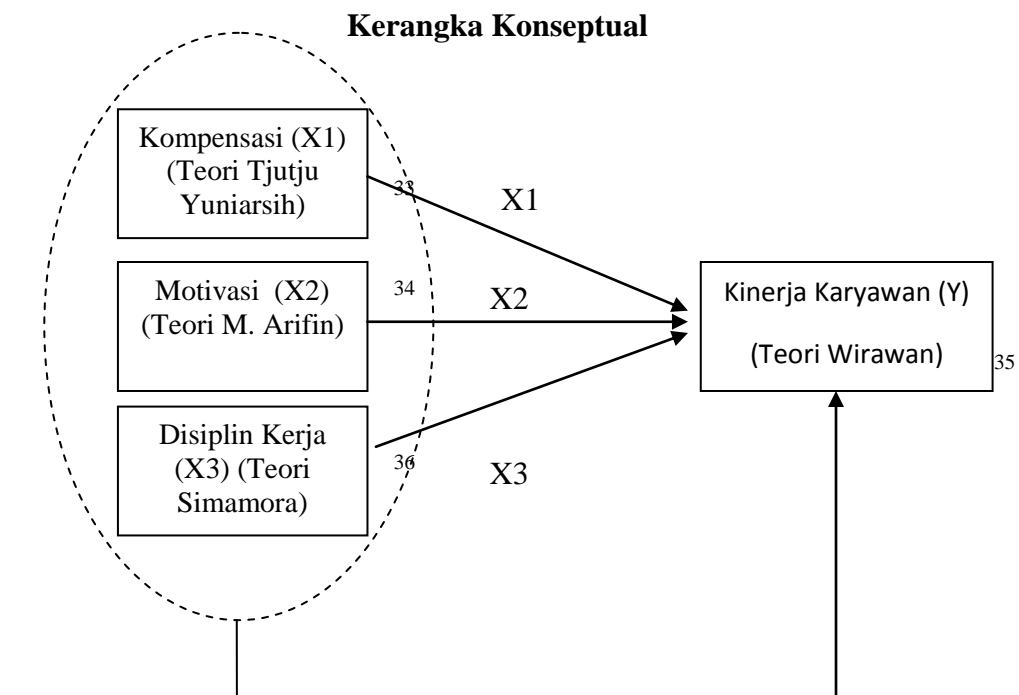 Kerangka Konseptual
Kompensasi (X1)
(Teori Tjutju
Yuniarsih)
33
X1
Motivasi (X2)
(Teori M. Arifin)
34
X2
Kinerja Karyawan (Y)
(Teori Wirawan)
35
Disiplin Kerja
(X3) (Teori
Simamora)
36
X3